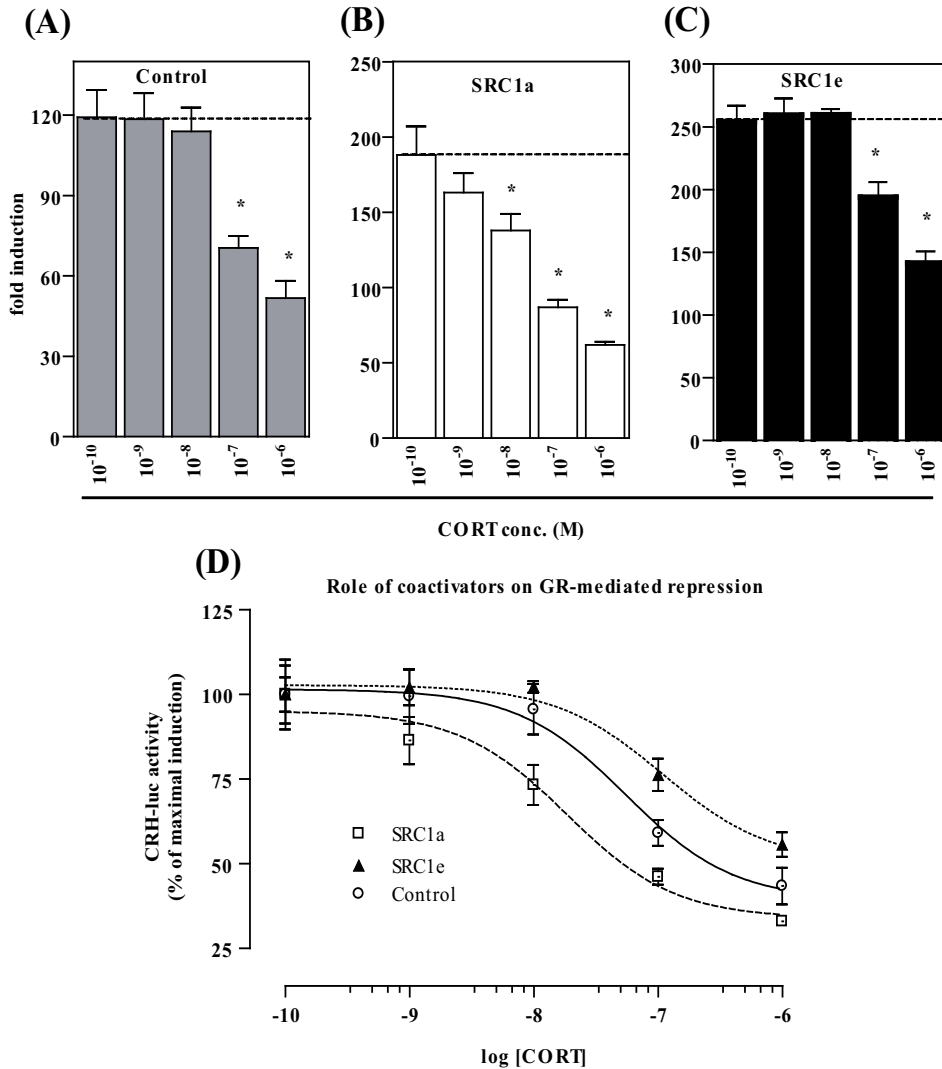 (A)
(B)
(C)
Control
SRC1a
SRC1e
fold induction
120
90
60
30
0
250
200
150
100
50
0
300
250
200
150
300
250
100
50
0
10⁻¹⁰ 10⁻⁹ 10⁻⁸ 10⁻⁷ 10⁻⁶
10⁻¹⁰ 10⁻⁹ 10⁻⁸ 10⁻⁷ 10⁻⁶
10⁻¹⁰ 10⁻⁹ 10⁻⁸ 10⁻⁷ 10⁻⁶
* *
* * *
* *
CORT conc. (M)
(D)
Role of coactivators on GR-mediated repression
CRH-luc activity
(% of maximal induction)
125
100
75
50
25
SRC1a
SRC1e
Control
-10 -9 -8 -7 -6
log [CORT]